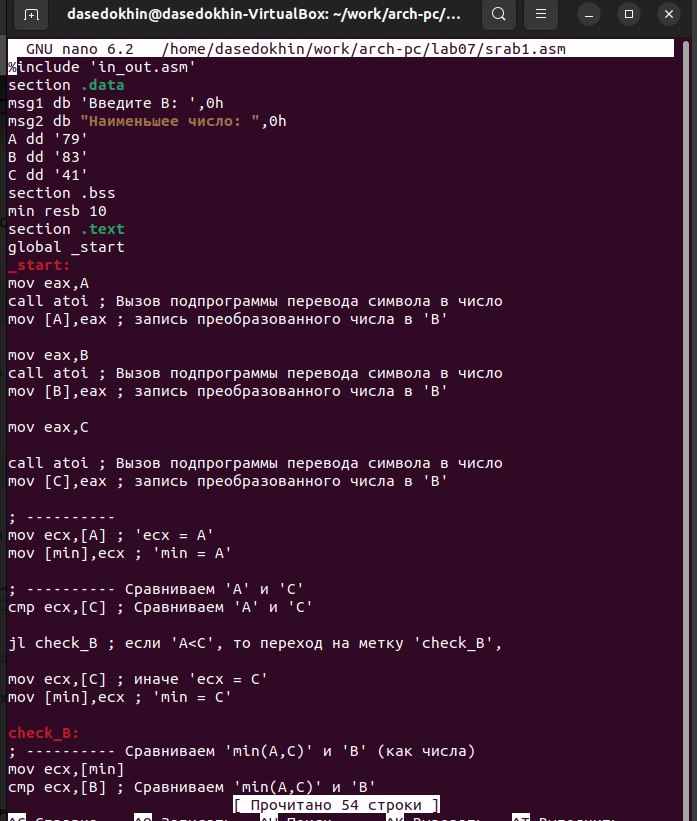 dasedokhin@dasedokhin-VirtualBox: ~/work/arch-pc/...
GNU nano 6.2 /home/dasedokhin/work/arch-pc/lab07/srab1.asm
%include 'in_out.asm'
section .data
msg1 db 'Введите B: ',0h
msg2 db "Наименьшее число: ",0h
A dd '79'
B dd '83'
C dd '41'
section .bss
min resb 10
section .text
global _start
_start:
mov eax,A
call atoi ; Вызов подпрограммы перевода символа в число
mov [A],eax ; запись преобразованного числа в 'B'
mov eax,B
call atoi ; Вызов подпрограммы перевода символа в число
mov [B],eax ; запись преобразованного числа в 'B'
mov eax,C
call atoi ; Вызов подпрограммы перевода символа в число
mov [C],eax ; запись преобразованного числа в 'B'
; ----------
mov ecx,[A] ; 'ecx = A'
mov [min],ecx ; 'min = A'
; ---------- Сравниваем 'A' и 'C'
cmp ecx,[C] ; Сравниваем 'A' и 'C'
jl check_B ; если 'A<C', то переход на метку 'check_B',
mov ecx,[C] ; иначе 'ecx = C'
mov [min],ecx ; 'min = C'
check_B:
; ---------- Сравниваем 'min(A,C)' и 'B' (как числа)
mov ecx,[min]
cmp ecx,[B] ; Сравниваем 'min(A,C)' и 'B'
[ Прочитано 54 строки ]